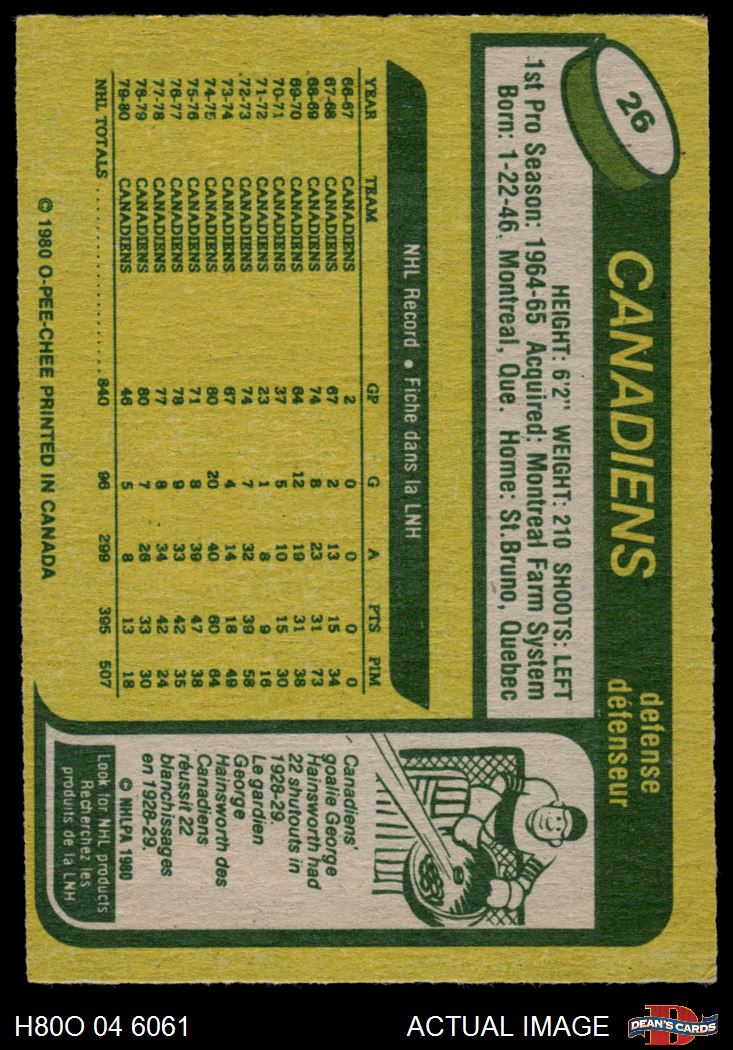 26
CANADIENS
defense
défenseur
HEIGHT: 6'2" WEIGHT: 210 SHOOTS: LEFT
1st Pro Season: 1964-65 Acquired: Montreal Farm System
Born: 1-22-46, Montreal, Que. Home: St.Bruno, Quebec
NHL Record • Fiche dans la LNH
YEAR TEAM GP G A PTS PIM
66-67 CANADIENS 2 0 0 0 0
67-68 CANADIENS 67 2 13 15 34
68-69 CANADIENS 74 8 23 31 73
69-70 CANADIENS 64 12 19 31 38
70-71 CANADIENS 37 5 10 15 30
71-72 CANADIENS 23 1 8 9 16
72-73 CANADIENS 74 7 32 39 58
73-74 CANADIENS 67 4 14 18 49
74-75 CANADIENS 80 20 40 60 64
75-76 CANADIENS 71 8 39 47 38
76-77 CANADIENS 78 9 33 42 35
77-78 CANADIENS 77 8 34 42 24
78-79 CANADIENS 80 7 26 33 30
79-80 CANADIENS 46 5 8 13 18
NHL TOTALS .................. 840 96 299 395 507
© 1980 O-PEE-CHEE PRINTED IN CANADA
Canadiens'
goalie George
Hainsworth had
22 shutouts in
1928-29.
Le gardien
George
Hainsworth des
Canadiens
réussit 22
blanchissages
en 1928-29.
© NHLPA 1980
Look for NHL products
Recherchez les
produits de la LNH
H80O 04 6061
ACTUAL IMAGE
D
DEAN'S CARDS